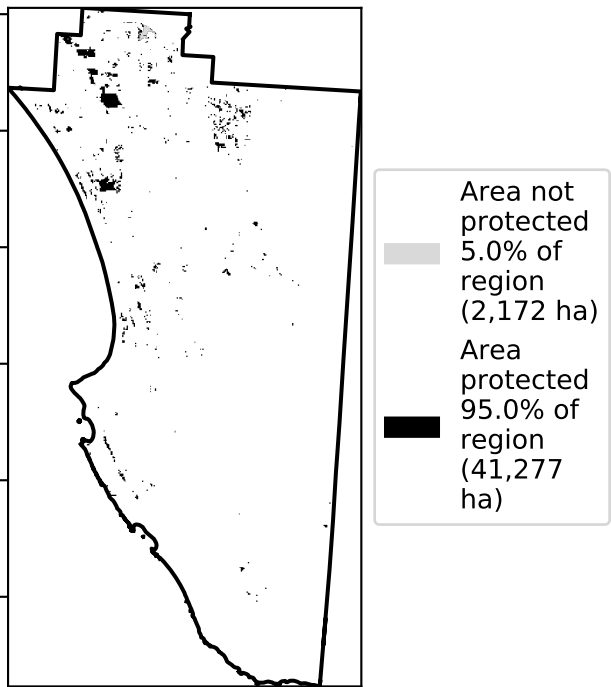 Area not
protected
5.0% of
region
(2,172 ha)
Area
protected
95.0% of
region
(41,277
ha)